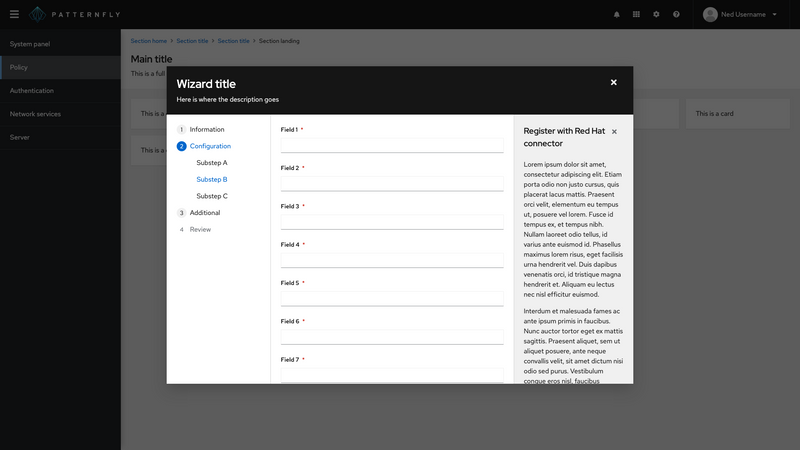 PATTERNFLY
Ned Username
System panel
Policy
Authentication
Network services
Server
Section home > Section title > Section title > Section landing
Main title
This is a full
This is a
This is a card
This is a
Wizard title
Here is where the description goes
1 Information
2 Configuration
Substep A
Substep B
Substep C
3 Additional
4 Review
Field 1 *
Field 2 *
Field 3 *
Field 4 *
Field 5 *
Field 6 *
Field 7 *
Register with Red Hat
connector
Lorem ipsum dolor sit amet,
consectetur adipiscing elit. Etiam
porta odio non justo cursus, quis
placerat lacus mattis. Praesent
orci velit, elementum eu tempus
ut, posuere vel lorem. Fusce id
tempus ex, et tempus nibh.
Nullam laoreet odio tellus, id
varius ante euismod id. Phasellus
maximus lorem risus, eget facilisis
urna hendrerit vel. Duis dapibus
venenatis orci, id tristique magna
hendrerit et. Aliquam eu lectus
nec nisl efficitur euismod.
Interdum et malesuada fames ac
ante ipsum primis in faucibus.
Nunc auctor tortor eget ex mattis
sagittis. Praesent aliquet, sem ut
aliquet posuere, ante neque
convallis velit, sit amet dictum nisi
odio sed purus. Vestibulum
congue eros nisl, faucibus